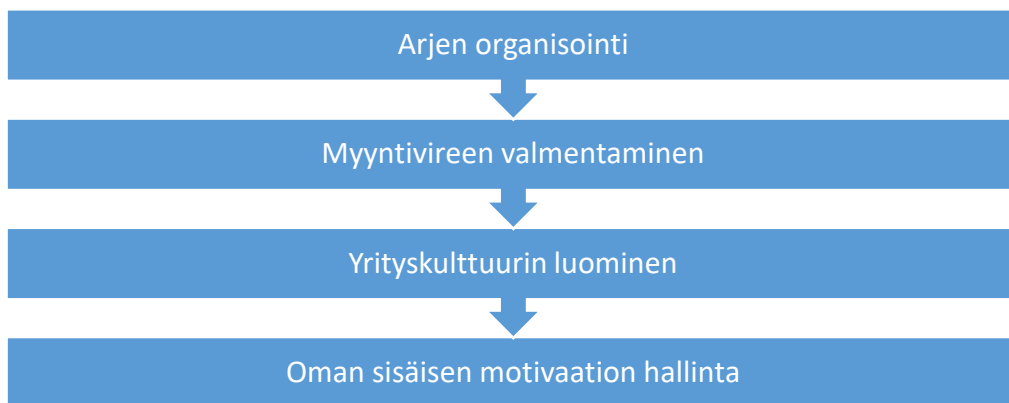 Arjen organisointi
Myyntivireen valmentaminen
Yrityskulttuurin luominen
Oman sisäisen motivaation hallinta